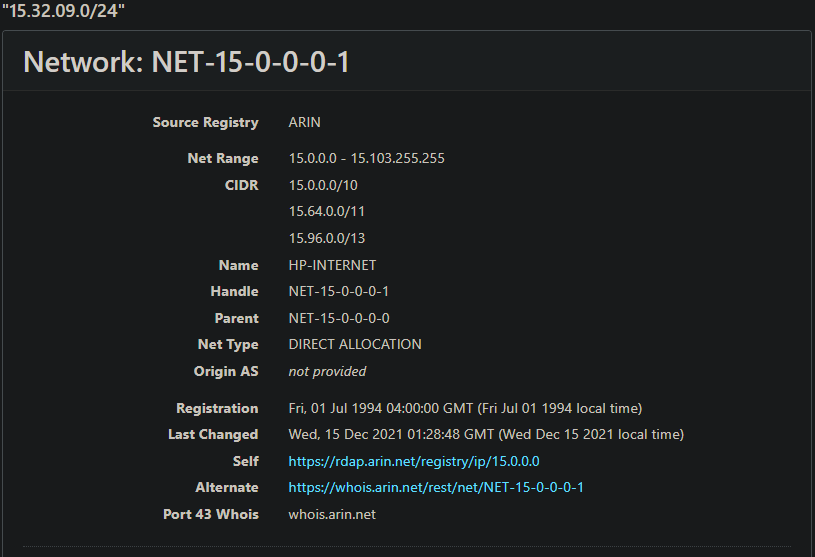 "15.32.09.0/24"
Network: NET-15-0-0-0-1
Source Registry ARIN
Net Range 15.0.0.0 - 15.103.255.255
CIDR 15.0.0.0/10
15.64.0.0/11
15.96.0.0/13
Name HP-INTERNET
Handle NET-15-0-0-0-1
Parent NET-15-0-0-0-0
Net Type DIRECT ALLOCATION
Origin AS not provided
Registration Fri, 01 Jul 1994 04:00:00 GMT (Fri Jul 01 1994 local time)
Last Changed Wed, 15 Dec 2021 01:28:48 GMT (Wed Dec 15 2021 local time)
Self https://rdap.arin.net/registry/ip/15.0.0.0
Alternate https://whois.arin.net/rest/net/NET-15-0-0-0-1
Port 43 Whois whois.arin.net